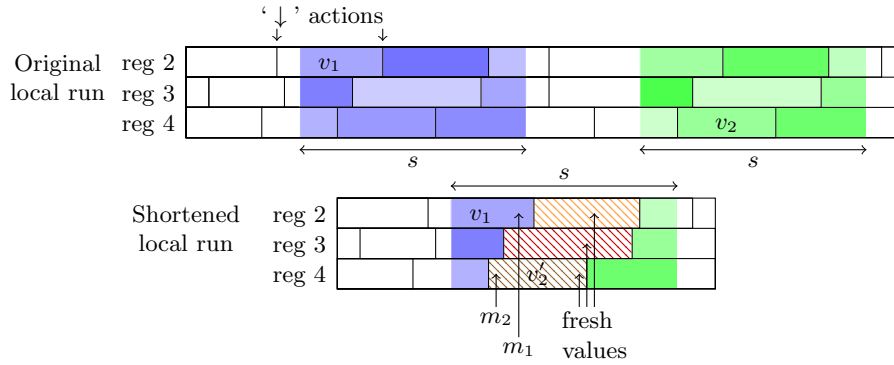 ‘ ↓ ’ actions
Original
local run
reg 2
reg 3
reg 4
v₁
v₂
s
s
s
Shortened
local run
reg 2
reg 3
reg 4
v₁
v₂′
m₂
m₁
fresh
values